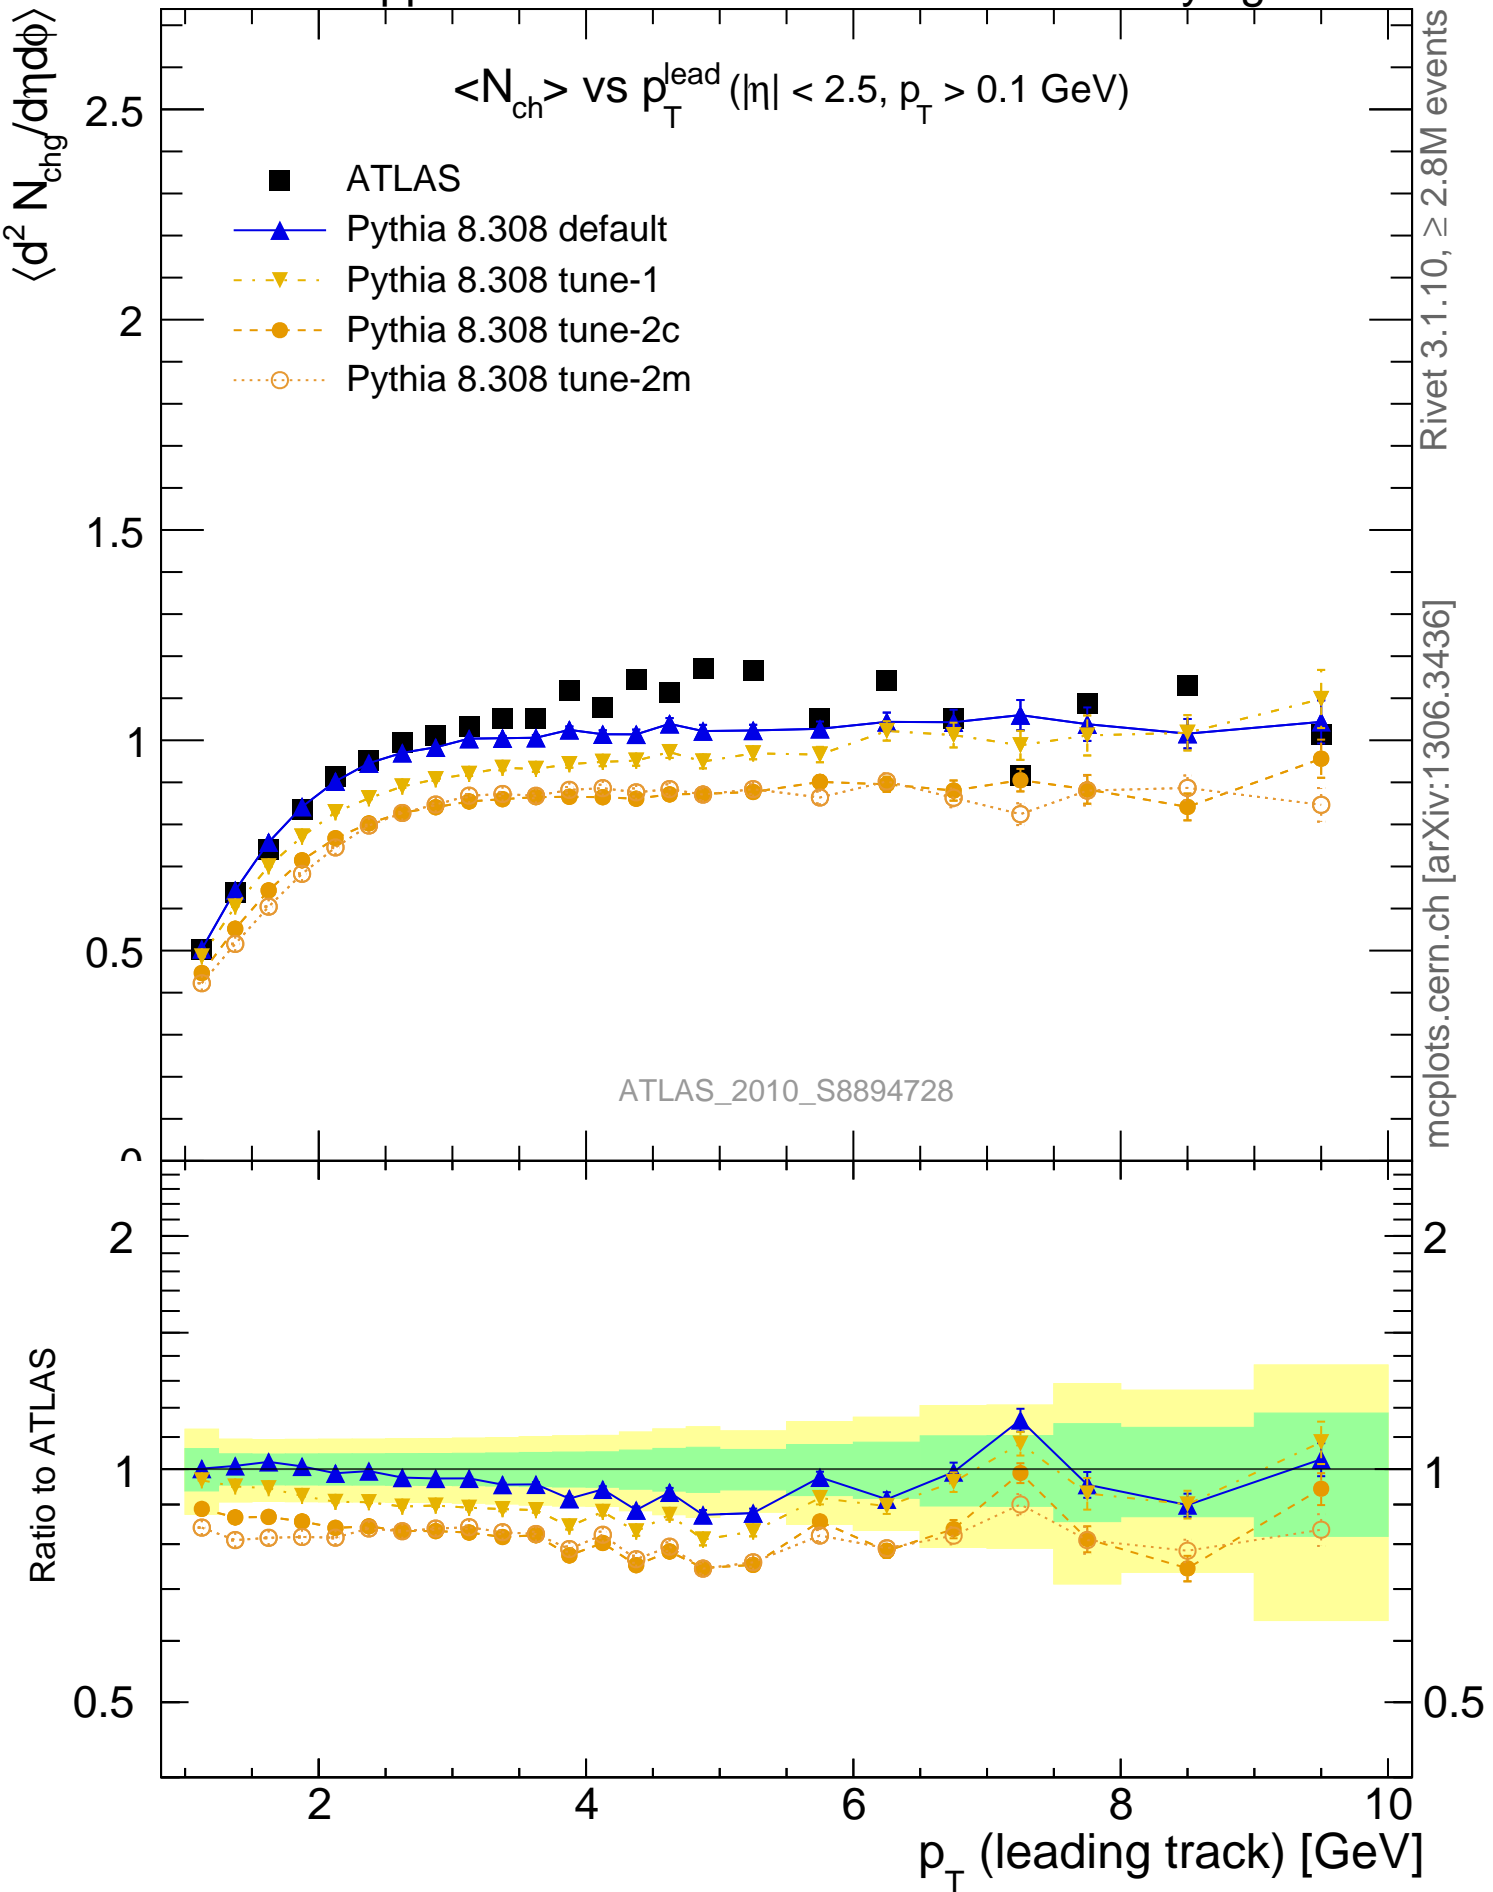 <N_ch> vs p_T^lead (|η| < 2.5, p_T > 0.1 GeV)
⟨d² N_chg/dηdϕ⟩
ATLAS
Pythia 8.308 default
Pythia 8.308 tune-1
Pythia 8.308 tune-2c
Pythia 8.308 tune-2m
2.5
2
1.5
1
0.5
ATLAS_2010_S8894728
Rivet 3.1.10, ≥ 2.8M events
mcplots.cern.ch [arXiv:1306.3436]
Ratio to ATLAS
2
1
0.5
2
1
0.5
2 4 6 8 10
p_T (leading track) [GeV]